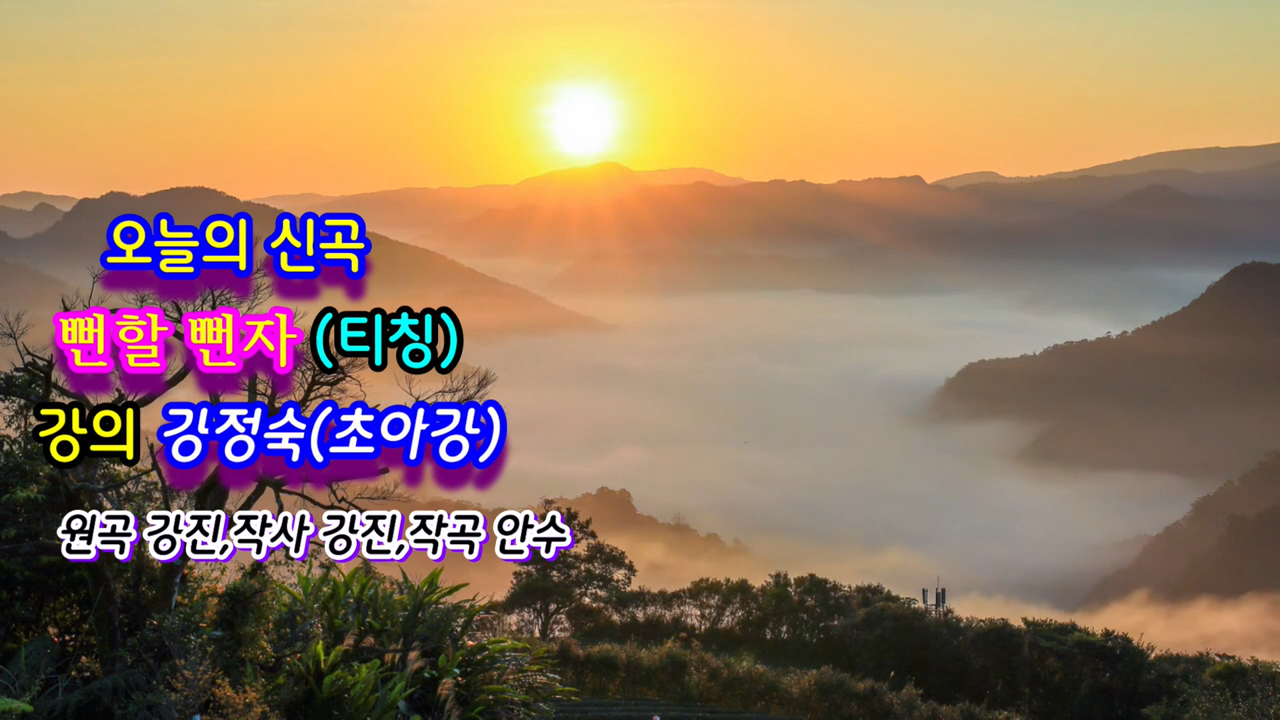 오늘의 신곡
뻔할 뻔자 (티칭)
강의 강정숙(초아강)
원곡 강진,작사 강진,작곡 안수